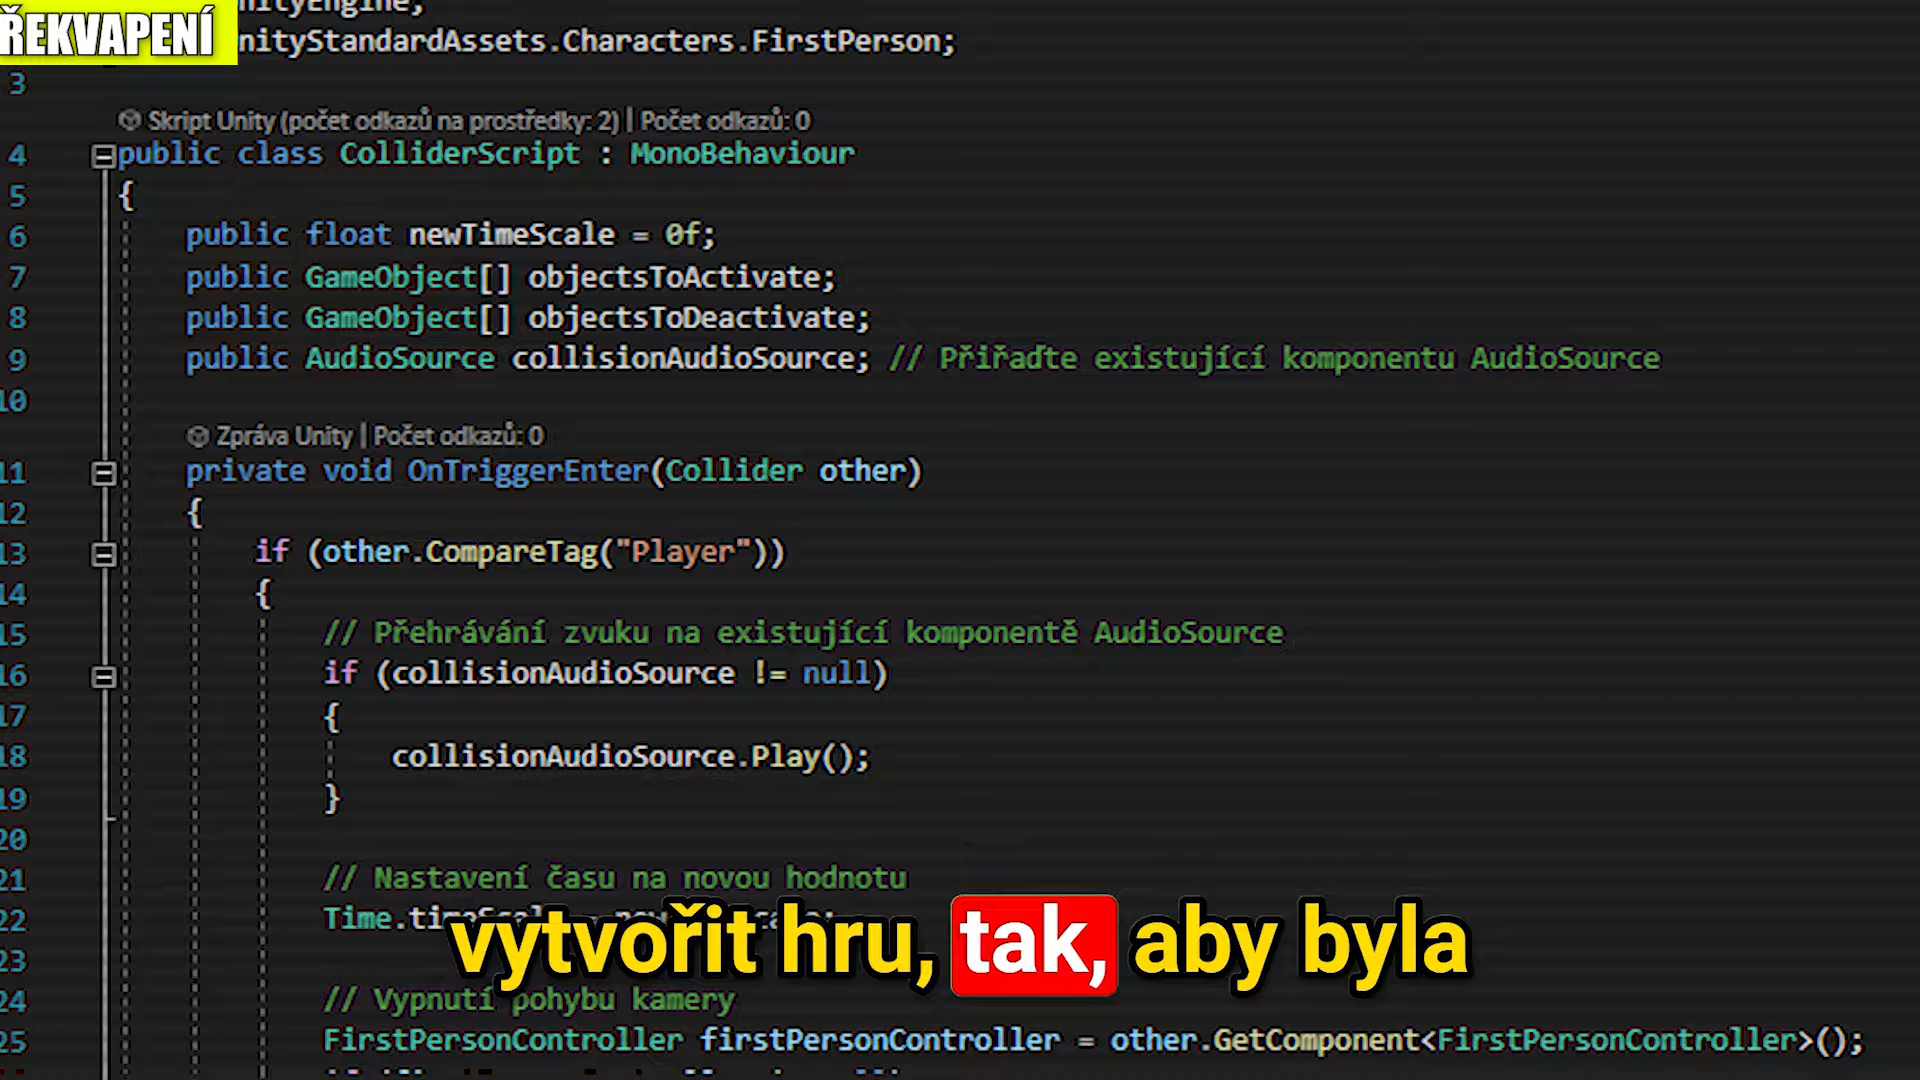 ŘEKVAPENÍ
nityEngine;
nityStandardAssets.Characters.FirstPerson;
3
Skript Unity (počet odkazů na prostředky: 2) | Počet odkazů: 0
4 public class ColliderScript : MonoBehaviour
5 {
6 public float newTimeScale = 0f;
7 public GameObject[] objectsToActivate;
8 public GameObject[] objectsToDeactivate;
9 public AudioSource collisionAudioSource; // Přiřaďte existující komponentu AudioSource
10
Zpráva Unity | Počet odkazů: 0
11 private void OnTriggerEnter(Collider other)
12 {
13 if (other.CompareTag("Player"))
14 {
15 // Přehrávání zvuku na existující komponentě AudioSource
16 if (collisionAudioSource != null)
17 {
18 collisionAudioSource.Play();
19 }
20
21 // Nastavení času na novou hodnotu
22 Time.
vytvořit hru, tak, aby byla
23
24 // Vypnutí pohybu kamery
25 FirstPersonController firstPersonController = other.GetComponent<FirstPersonController>();